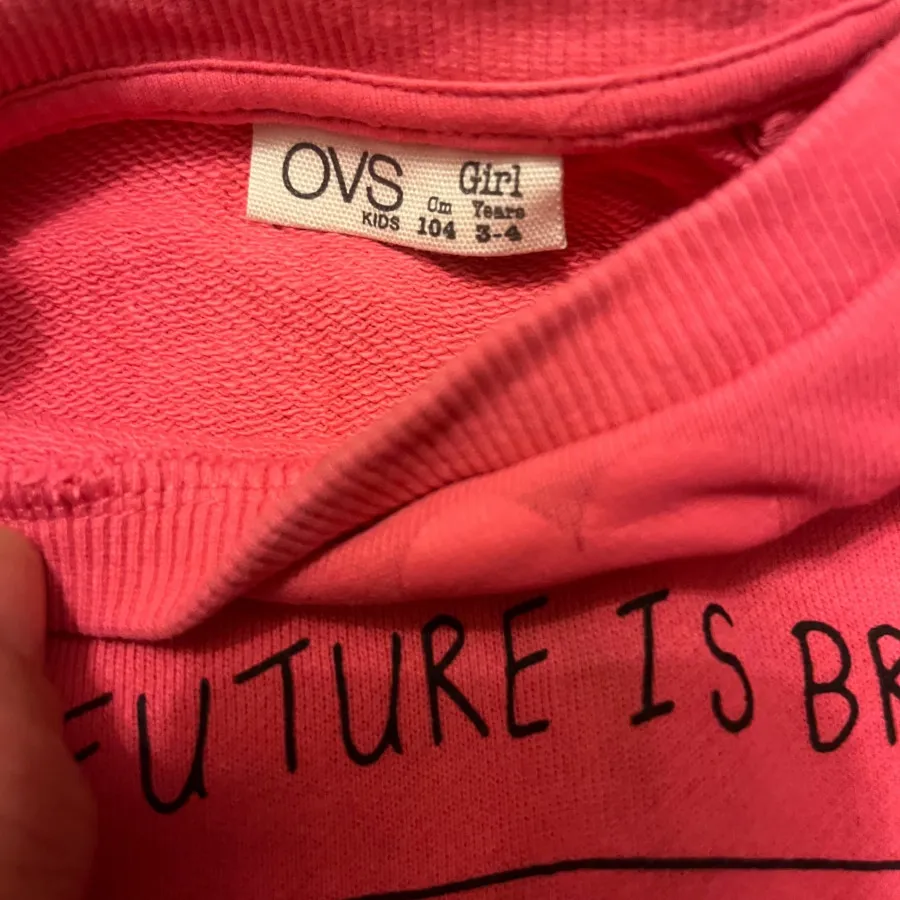 OVS
KIDS
Girl
Cm Years
104 3-4
FUTURE IS BR